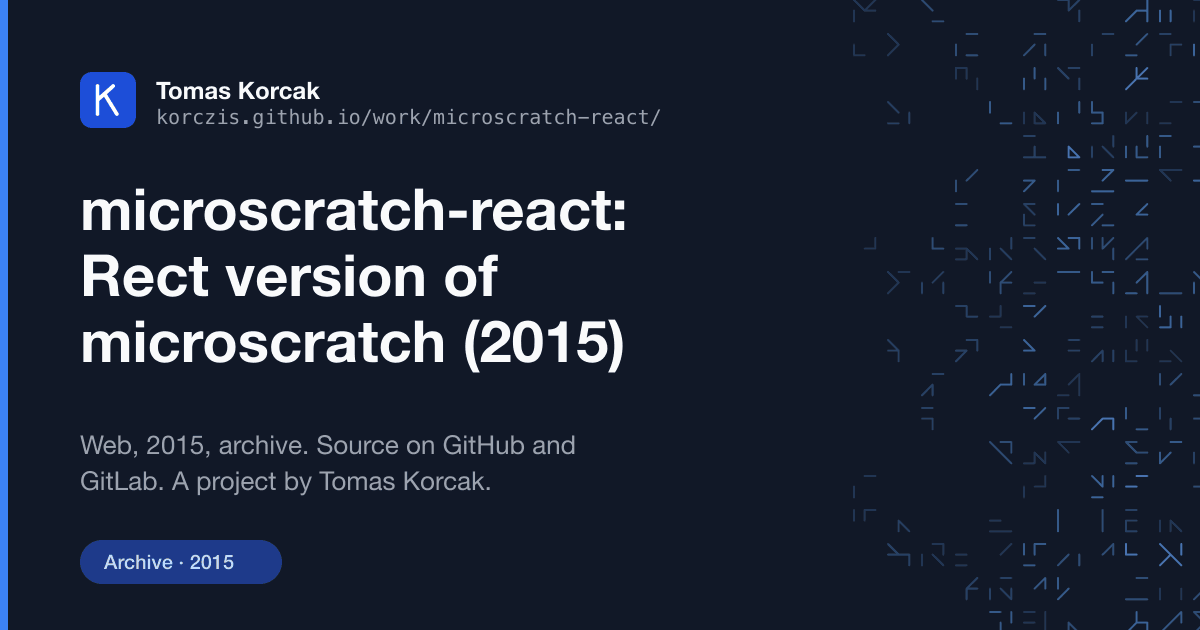 K
Tomas Korcak
korczis.github.io/work/microscratch-react/
microscratch-react:
Rect version of
microscratch (2015)
Web, 2015, archive. Source on GitHub and
GitLab. A project by Tomas Korcak.
Archive · 2015